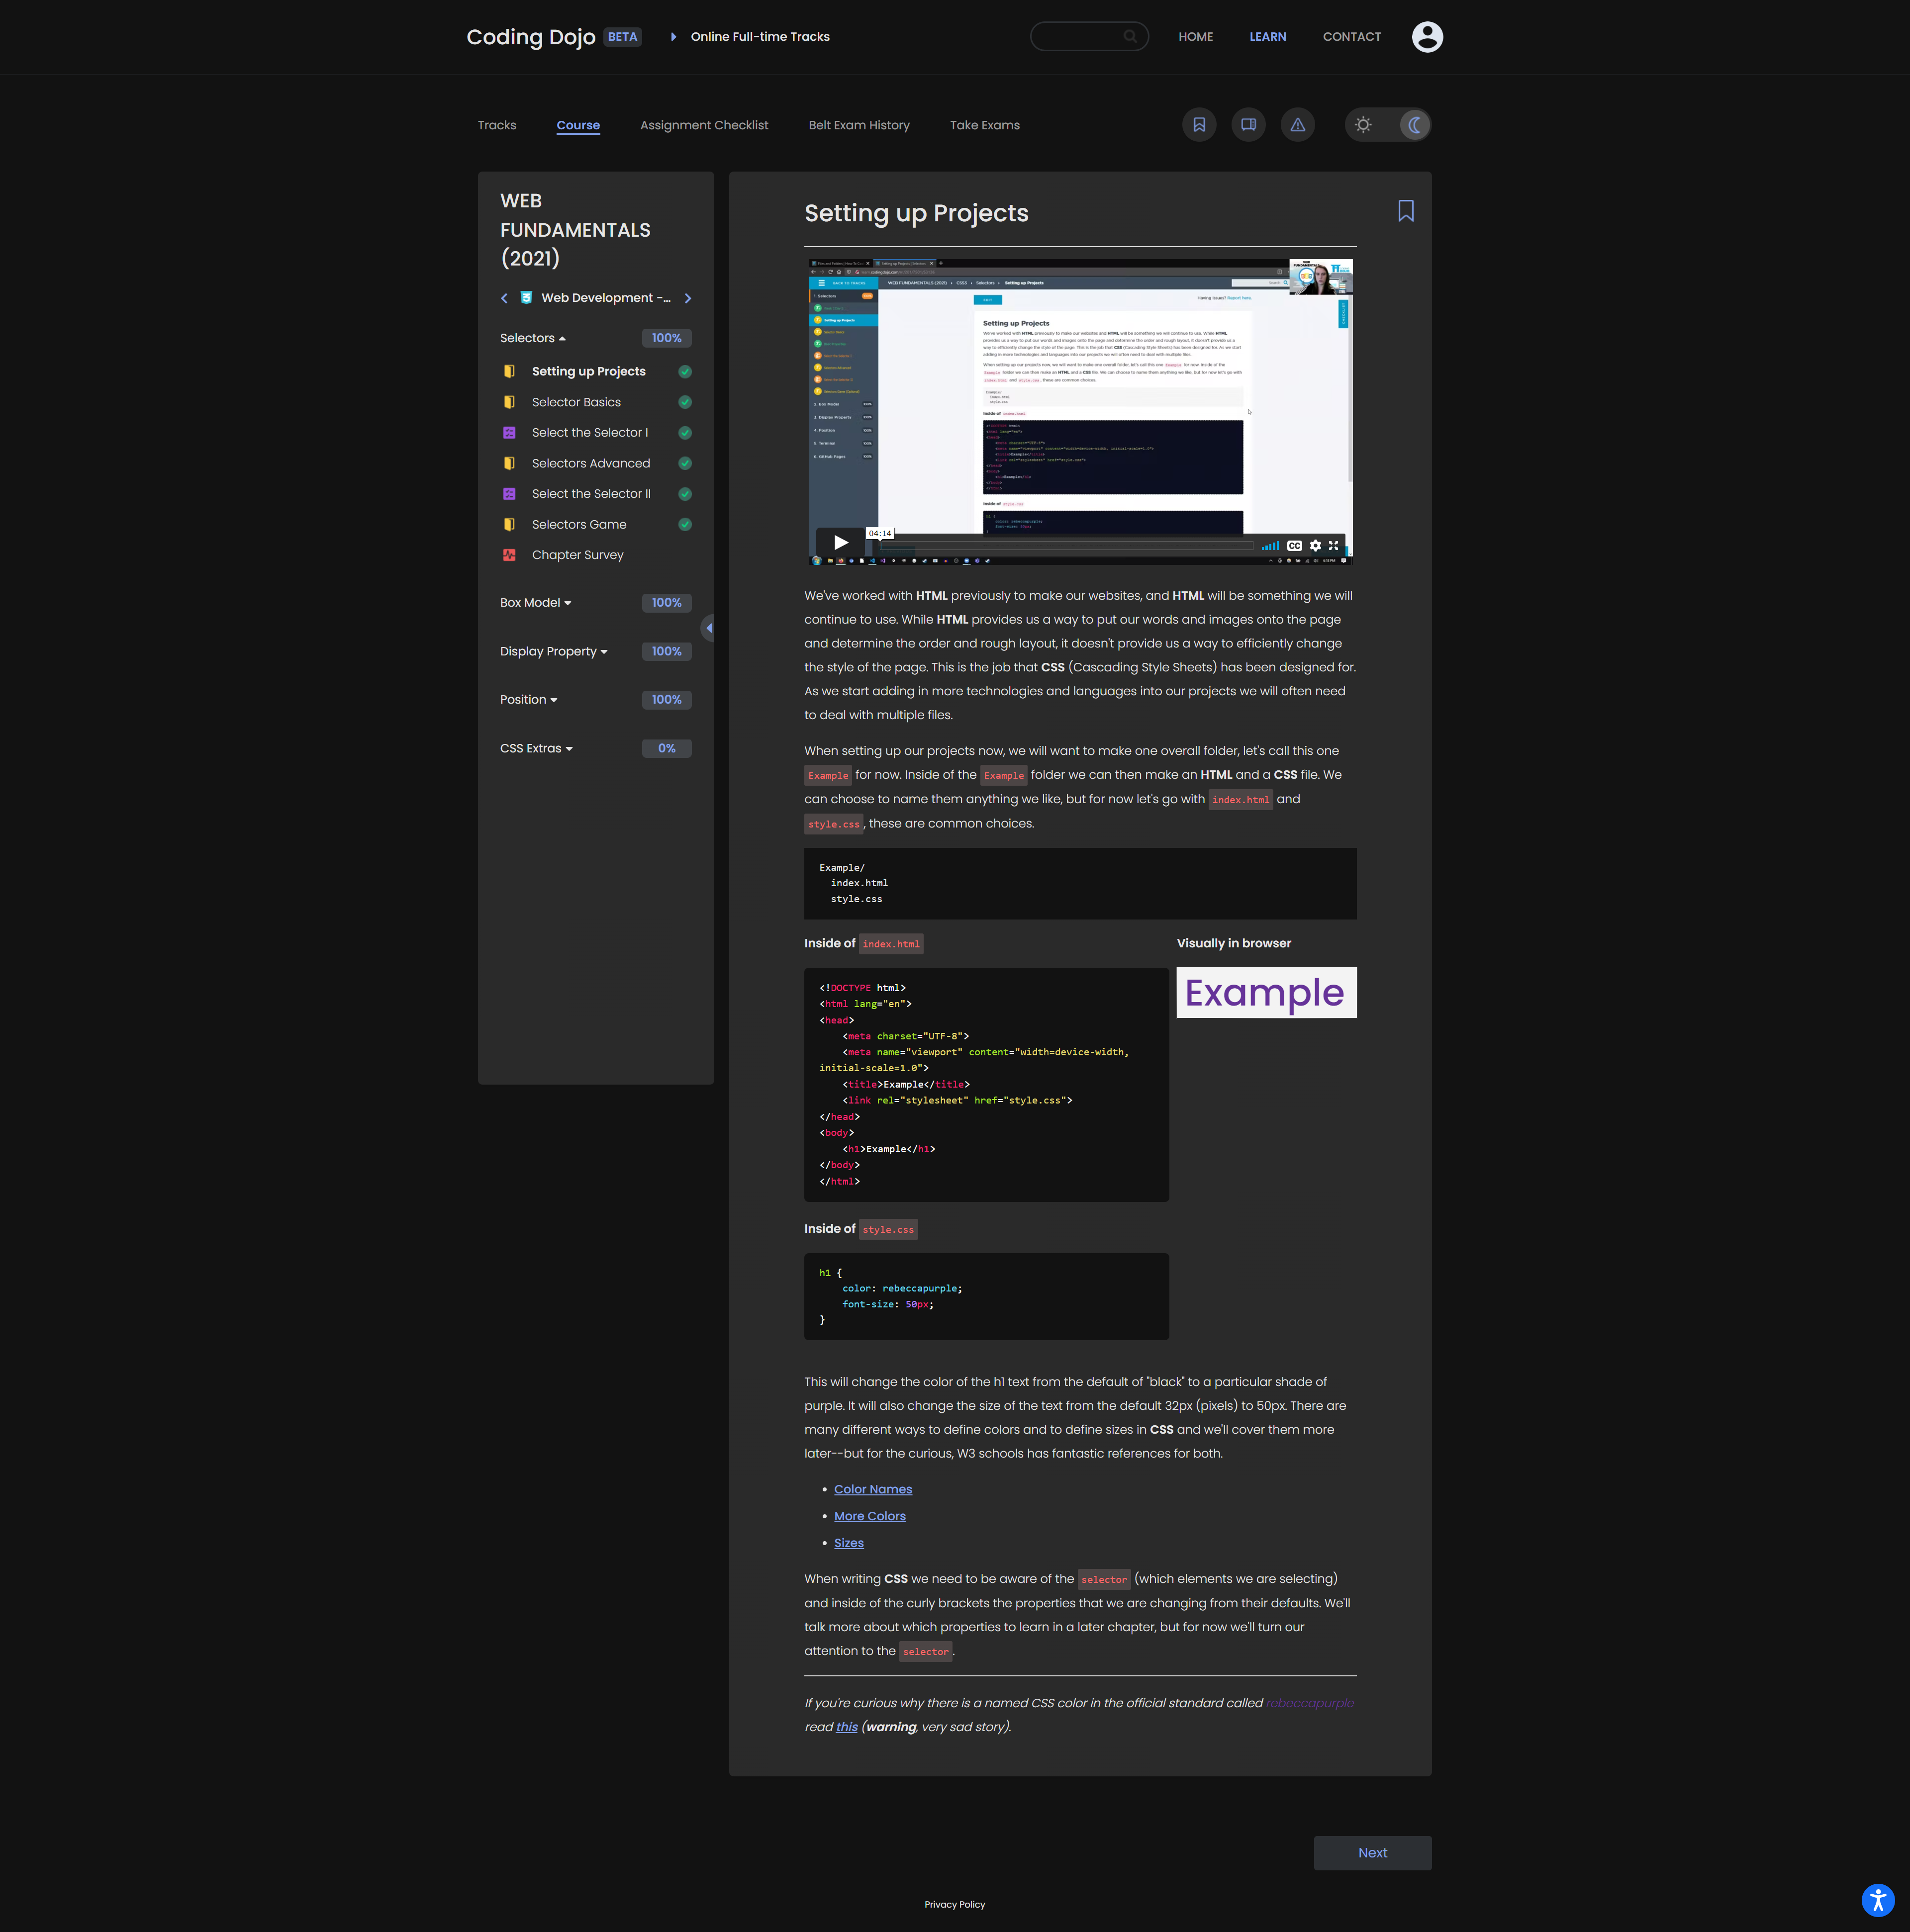 Coding Dojo BETA Online Full-time Tracks HOME LEARN CONTACT
Tracks Course Assignment Checklist Belt Exam History Take Exams
WEB
FUNDAMENTALS
(2021)
Web Development -...
Selectors 100%
Setting up Projects
Selector Basics
Select the Selector I
Selectors Advanced
Select the Selector II
Selectors Game
Chapter Survey
Box Model 100%
Display Property 100%
Position 100%
CSS Extras 0%
Setting up Projects
WEB FUNDAMENTALS (2021) CSS3 Selectors Setting up Projects
Having issues? Report here.
Setting up Projects
04:14
CC
We've worked with HTML previously to make our websites, and HTML will be something we will
continue to use. While HTML provides us a way to put our words and images onto the page
and determine the order and rough layout, it doesn't provide us a way to efficiently change
the style of the page. This is the job that CSS (Cascading Style Sheets) has been designed for.
As we start adding in more technologies and languages into our projects we will often need
to deal with multiple files.
When setting up our projects now, we will want to make one overall folder, let's call this one
Example for now. Inside of the Example folder we can then make an HTML and a CSS file. We
can choose to name them anything we like, but for now let's go with index.html and
style.css, these are common choices.
Example/
index.html
style.css
Inside of index.html
<!DOCTYPE html>
<html lang="en">
<head>
<meta charset="UTF-8">
<meta name="viewport" content="width=device-width,
initial-scale=1.0">
<title>Example</title>
<link rel="stylesheet" href="style.css">
</head>
<body>
<h1>Example</h1>
</body>
</html>
Visually in browser
Example
Inside of style.css
h1 {
color: rebeccapurple;
font-size: 50px;
}
This will change the color of the h1 text from the default of "black" to a particular shade of
purple. It will also change the size of the text from the default 32px (pixels) to 50px. There are
many different ways to define colors and to define sizes in CSS and we'll cover them more
later--but for the curious, W3 schools has fantastic references for both.
• Color Names
• More Colors
• Sizes
When writing CSS we need to be aware of the selector (which elements we are selecting)
and inside of the curly brackets the properties that we are changing from their defaults. We'll
talk more about which properties to learn in a later chapter, but for now we'll turn our
attention to the selector.
If you're curious why there is a named CSS color in the official standard called rebeccapurple
read this (warning, very sad story).
Next
Privacy Policy